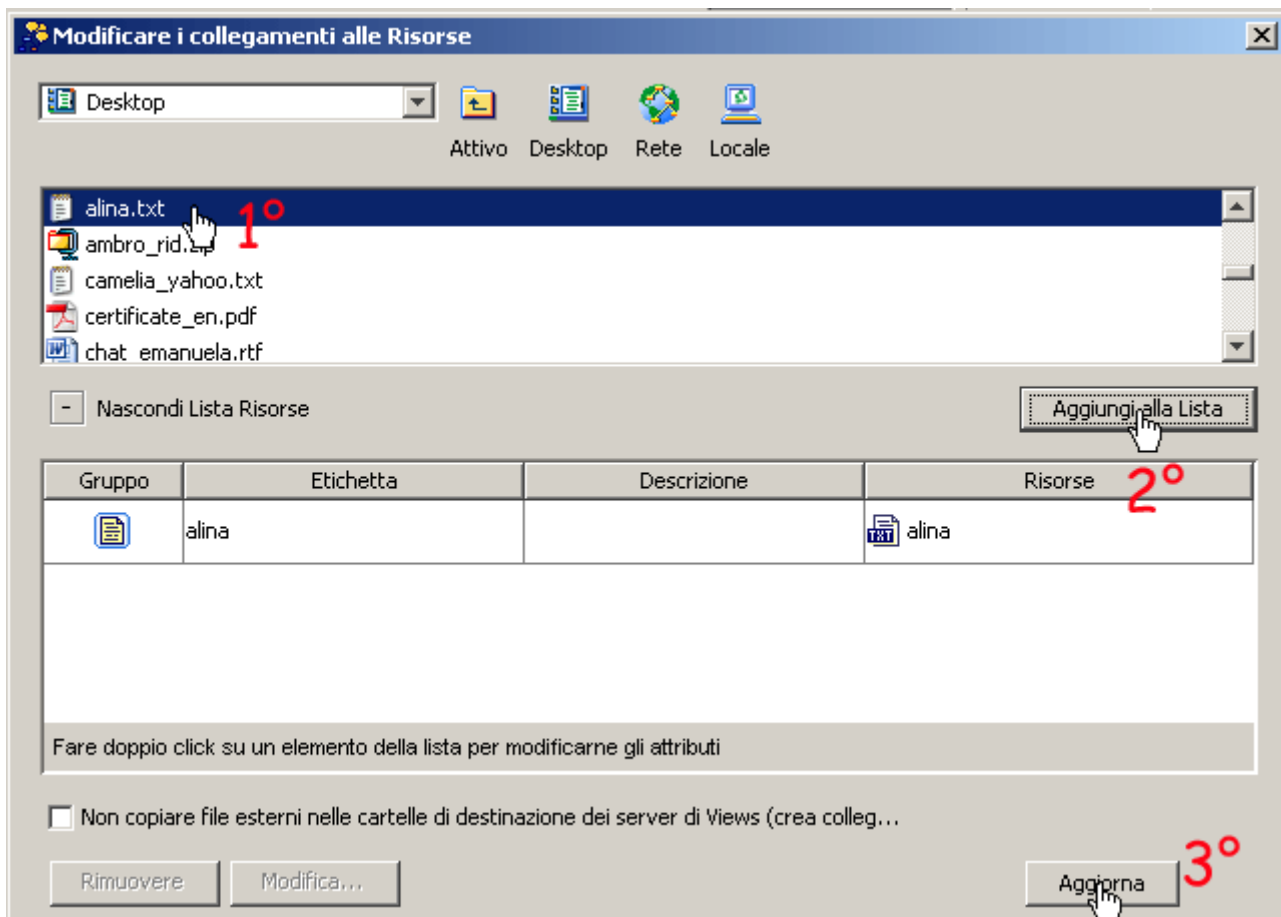 Modificare i collegamenti alle Risorse
Desktop
Attivo Desktop Rete Locale
alina.txt 1°
ambro_rid.zip
camelia_yahoo.txt
certificate_en.pdf
chat_emanuela.rtf
- Nascondi Lista Risorse Aggiungi alla Lista
2°
Gruppo Etichetta Descrizione Risorse
alina TXT alina
Fare doppio click su un elemento della lista per modificarne gli attributi
Non copiare file esterni nelle cartelle di destinazione dei server di Views (crea colleg...
3°
Rimuovere Modifica... Aggiorna